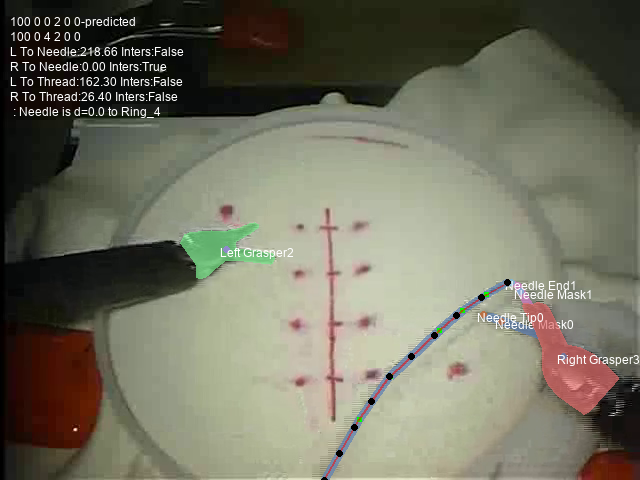 100 0 0 2 0 0-predicted
100 0 4 2 0 0
L To Needle:218.66 Inters:False
R To Needle:0.00 Inters:True
L To Thread:162.30 Inters:False
R To Thread:26.40 Inters:False
: Needle is d=0.0 to Ring_4
Left Grasper2
Needle End1
Needle Mask1
Needle Tip0
Needle Mask0
Right Grasper3